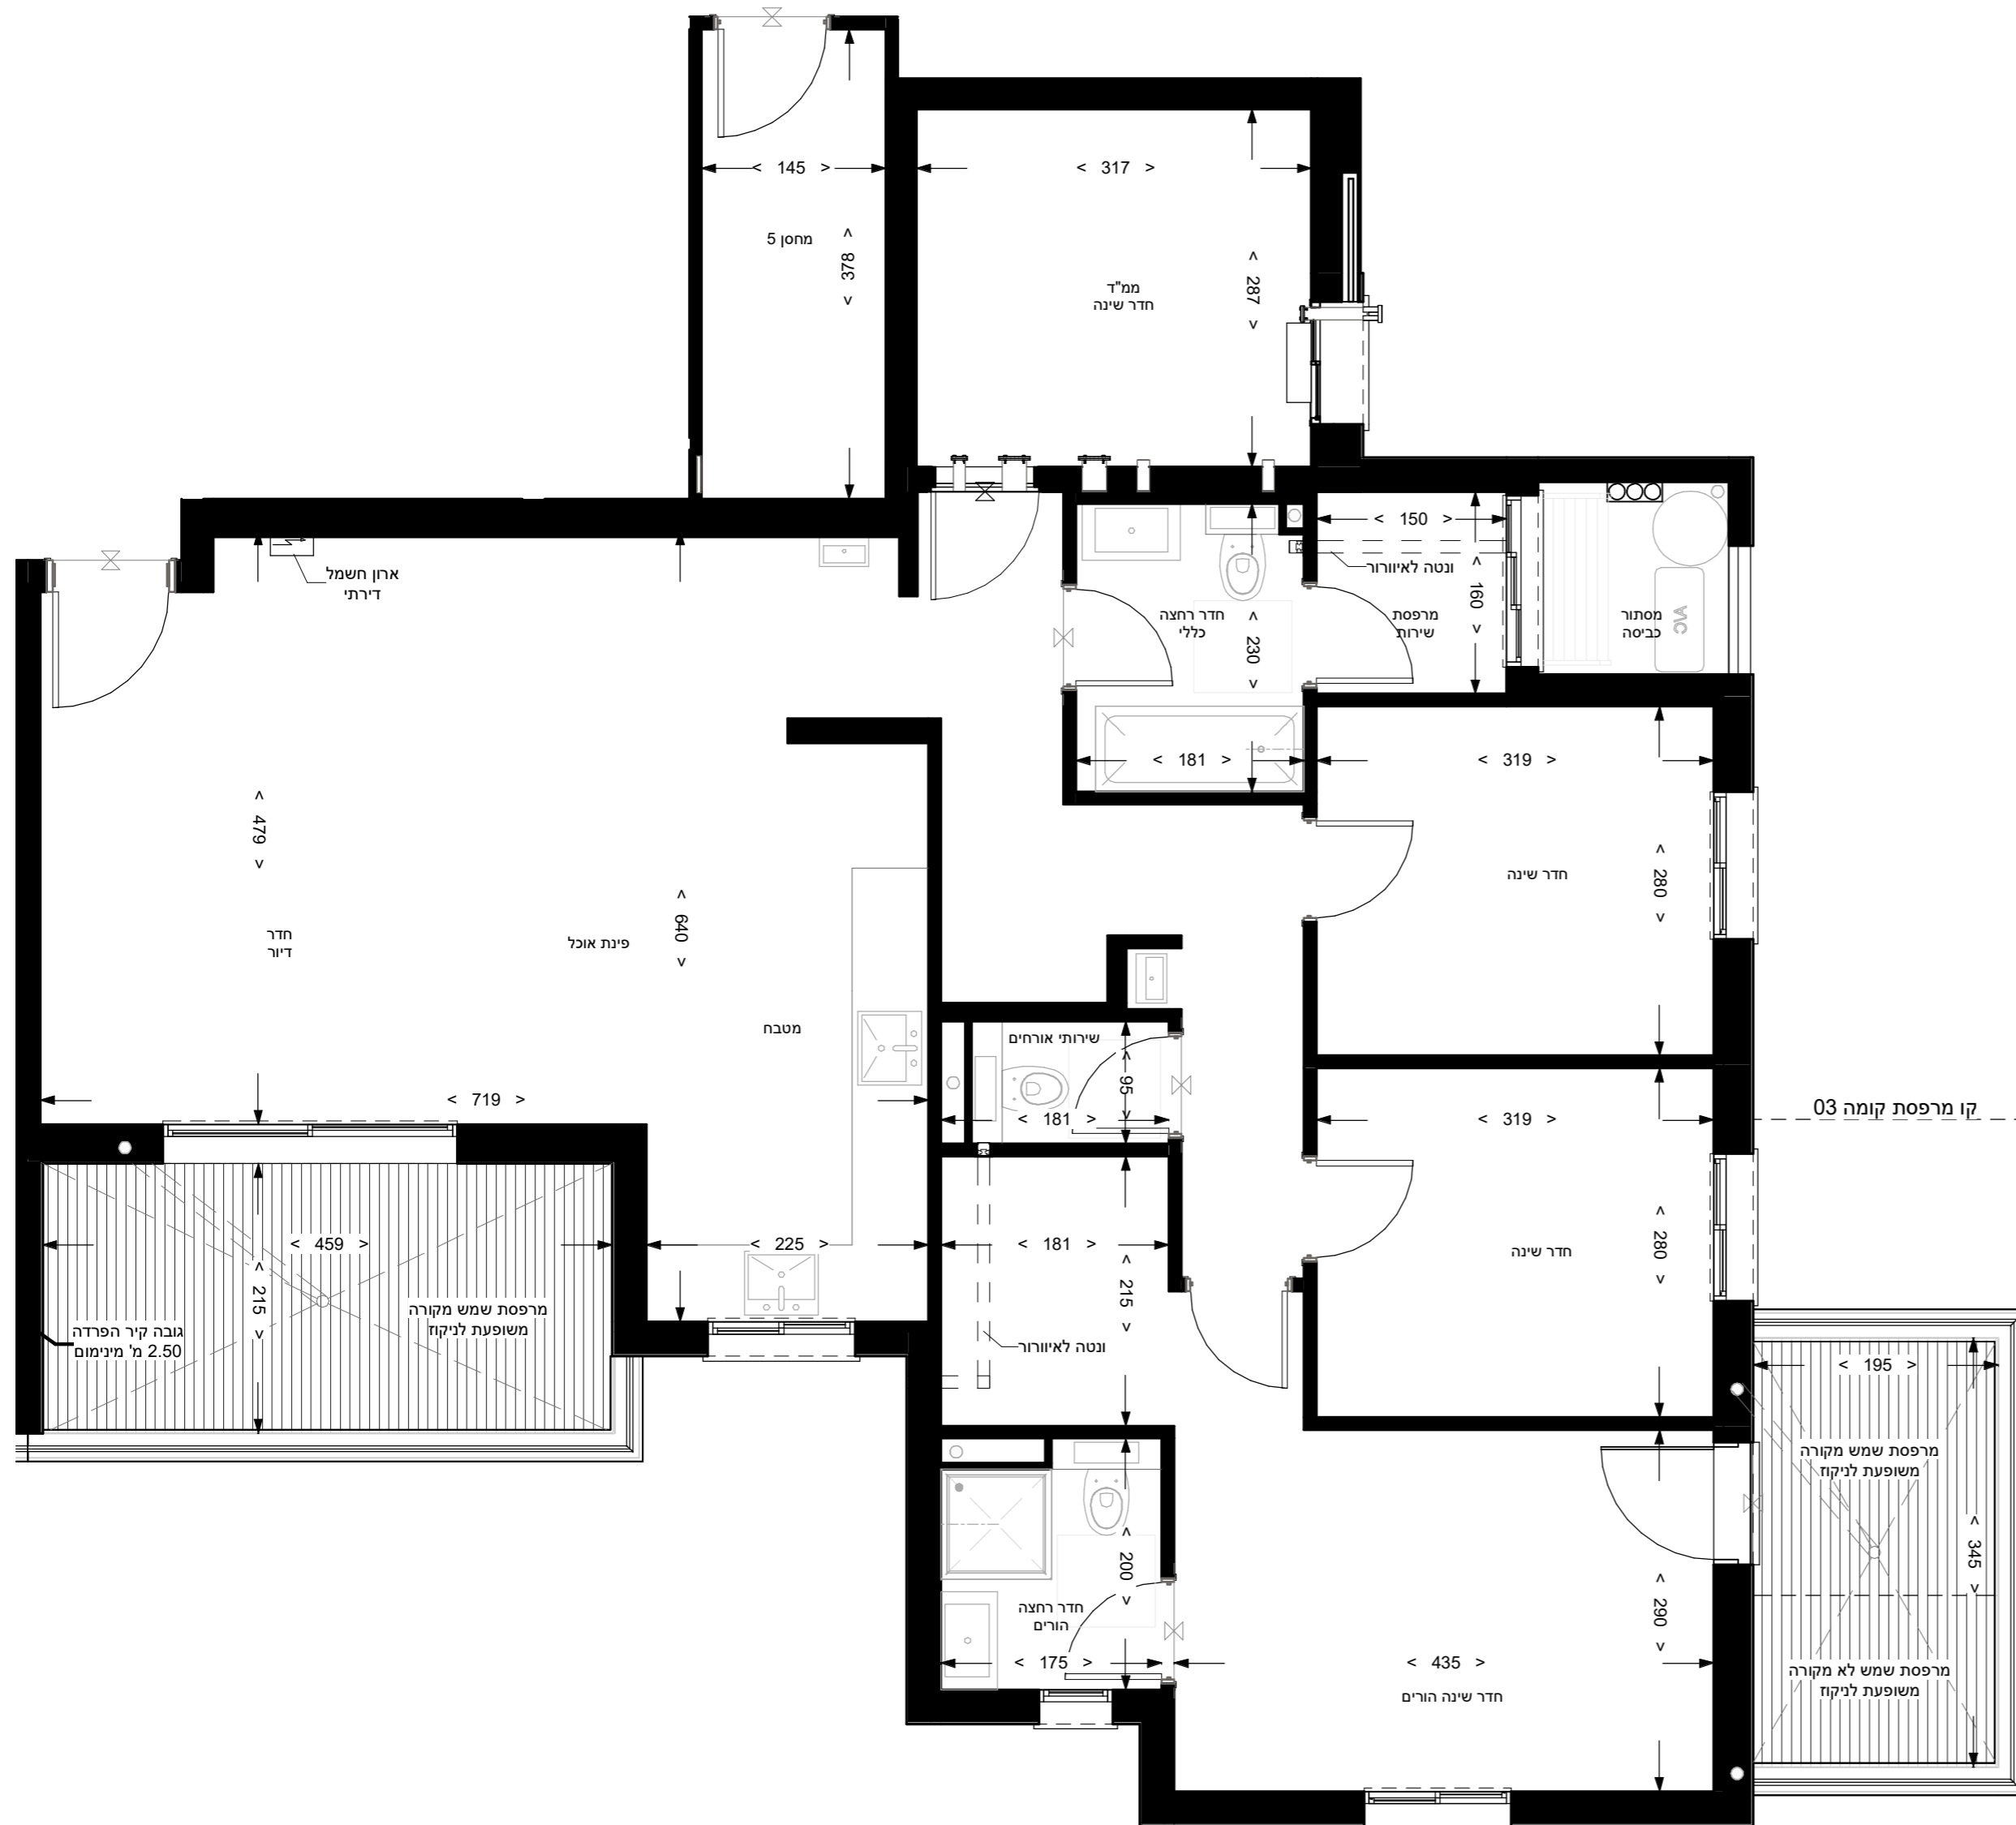 < 145 >
< 317 >
מחסן 5
< 378 >
< 287 >
ממ"ד
חדר שינה
< 150 >
ונטה לאיוורור
< 160 >
ארון חשמל
דירתי
חדר רחצה
כללי
מרפסת
שירות
מסתור
כביסה
A\C
< 230 >
< 181 >
< 319 >
< 479 >
< 280 >
חדר שינה
< 640 >
חדר
דיור
פינת אוכל
מטבח
שירותי אורחים
< 95 >
< 719 >
< 181 >
< 319 >
קו מרפסת קומה 03
< 459 >
< 225 >
< 181 >
< 215 >
< 215 >
חדר שינה
< 280 >
מרפסת שמש מקורה
משופעת לניקוז
גובה קיר הפרדה
2.50 מ' מינימום
ונטה לאיוורור
< 195 >
מרפסת שמש מקורה
משופעת לניקוז
< 345 >
< 200 >
חדר רחצה
הורים
< 290 >
< 175 >
< 435 >
חדר שינה הורים
מרפסת שמש לא מקורה
משופעת לניקוז